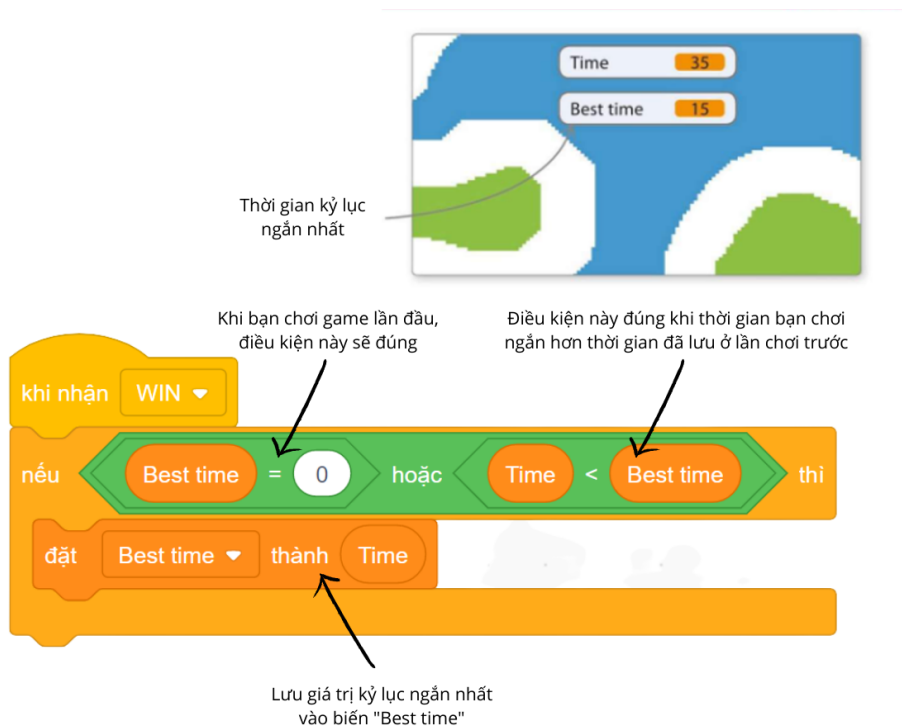 Time 35
Best time 15
Thời gian kỷ lục
ngắn nhất
Khi bạn chơi game lần đầu,
điều kiện này sẽ đúng
Điều kiện này đúng khi thời gian bạn chơi
ngắn hơn thời gian đã lưu ở lần chơi trước
khi nhận WIN
nếu Best time = 0 hoặc Time < Best time thì
đặt Best time thành Time
Lưu giá trị kỷ lục ngắn nhất
vào biến "Best time"